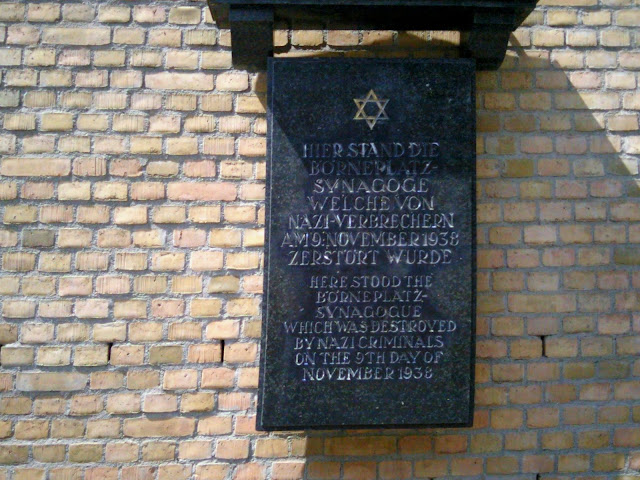 HIER STAND DIE
BÖRNEPLATZ-
SYNAGOGE
WELCHE VON
NAZI-VERBRECHERN
AM 9. NOVEMBER 1938
ZERSTÖRT WURDE
HERE STOOD THE
BÖRNEPLATZ-
SYNAGOGUE
WHICH WAS DESTROYED
BY NAZI CRIMINALS
ON THE 9TH DAY OF
NOVEMBER 1938